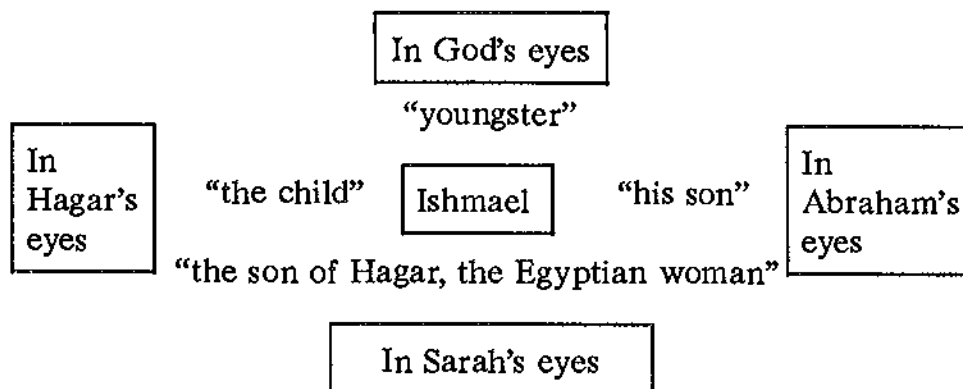 In God's eyes
“youngster”
In
Hagar's
eyes
“the child”
Ishmael
“his son”
In
Abraham's
eyes
“the son of Hagar, the Egyptian woman”
In Sarah's eyes